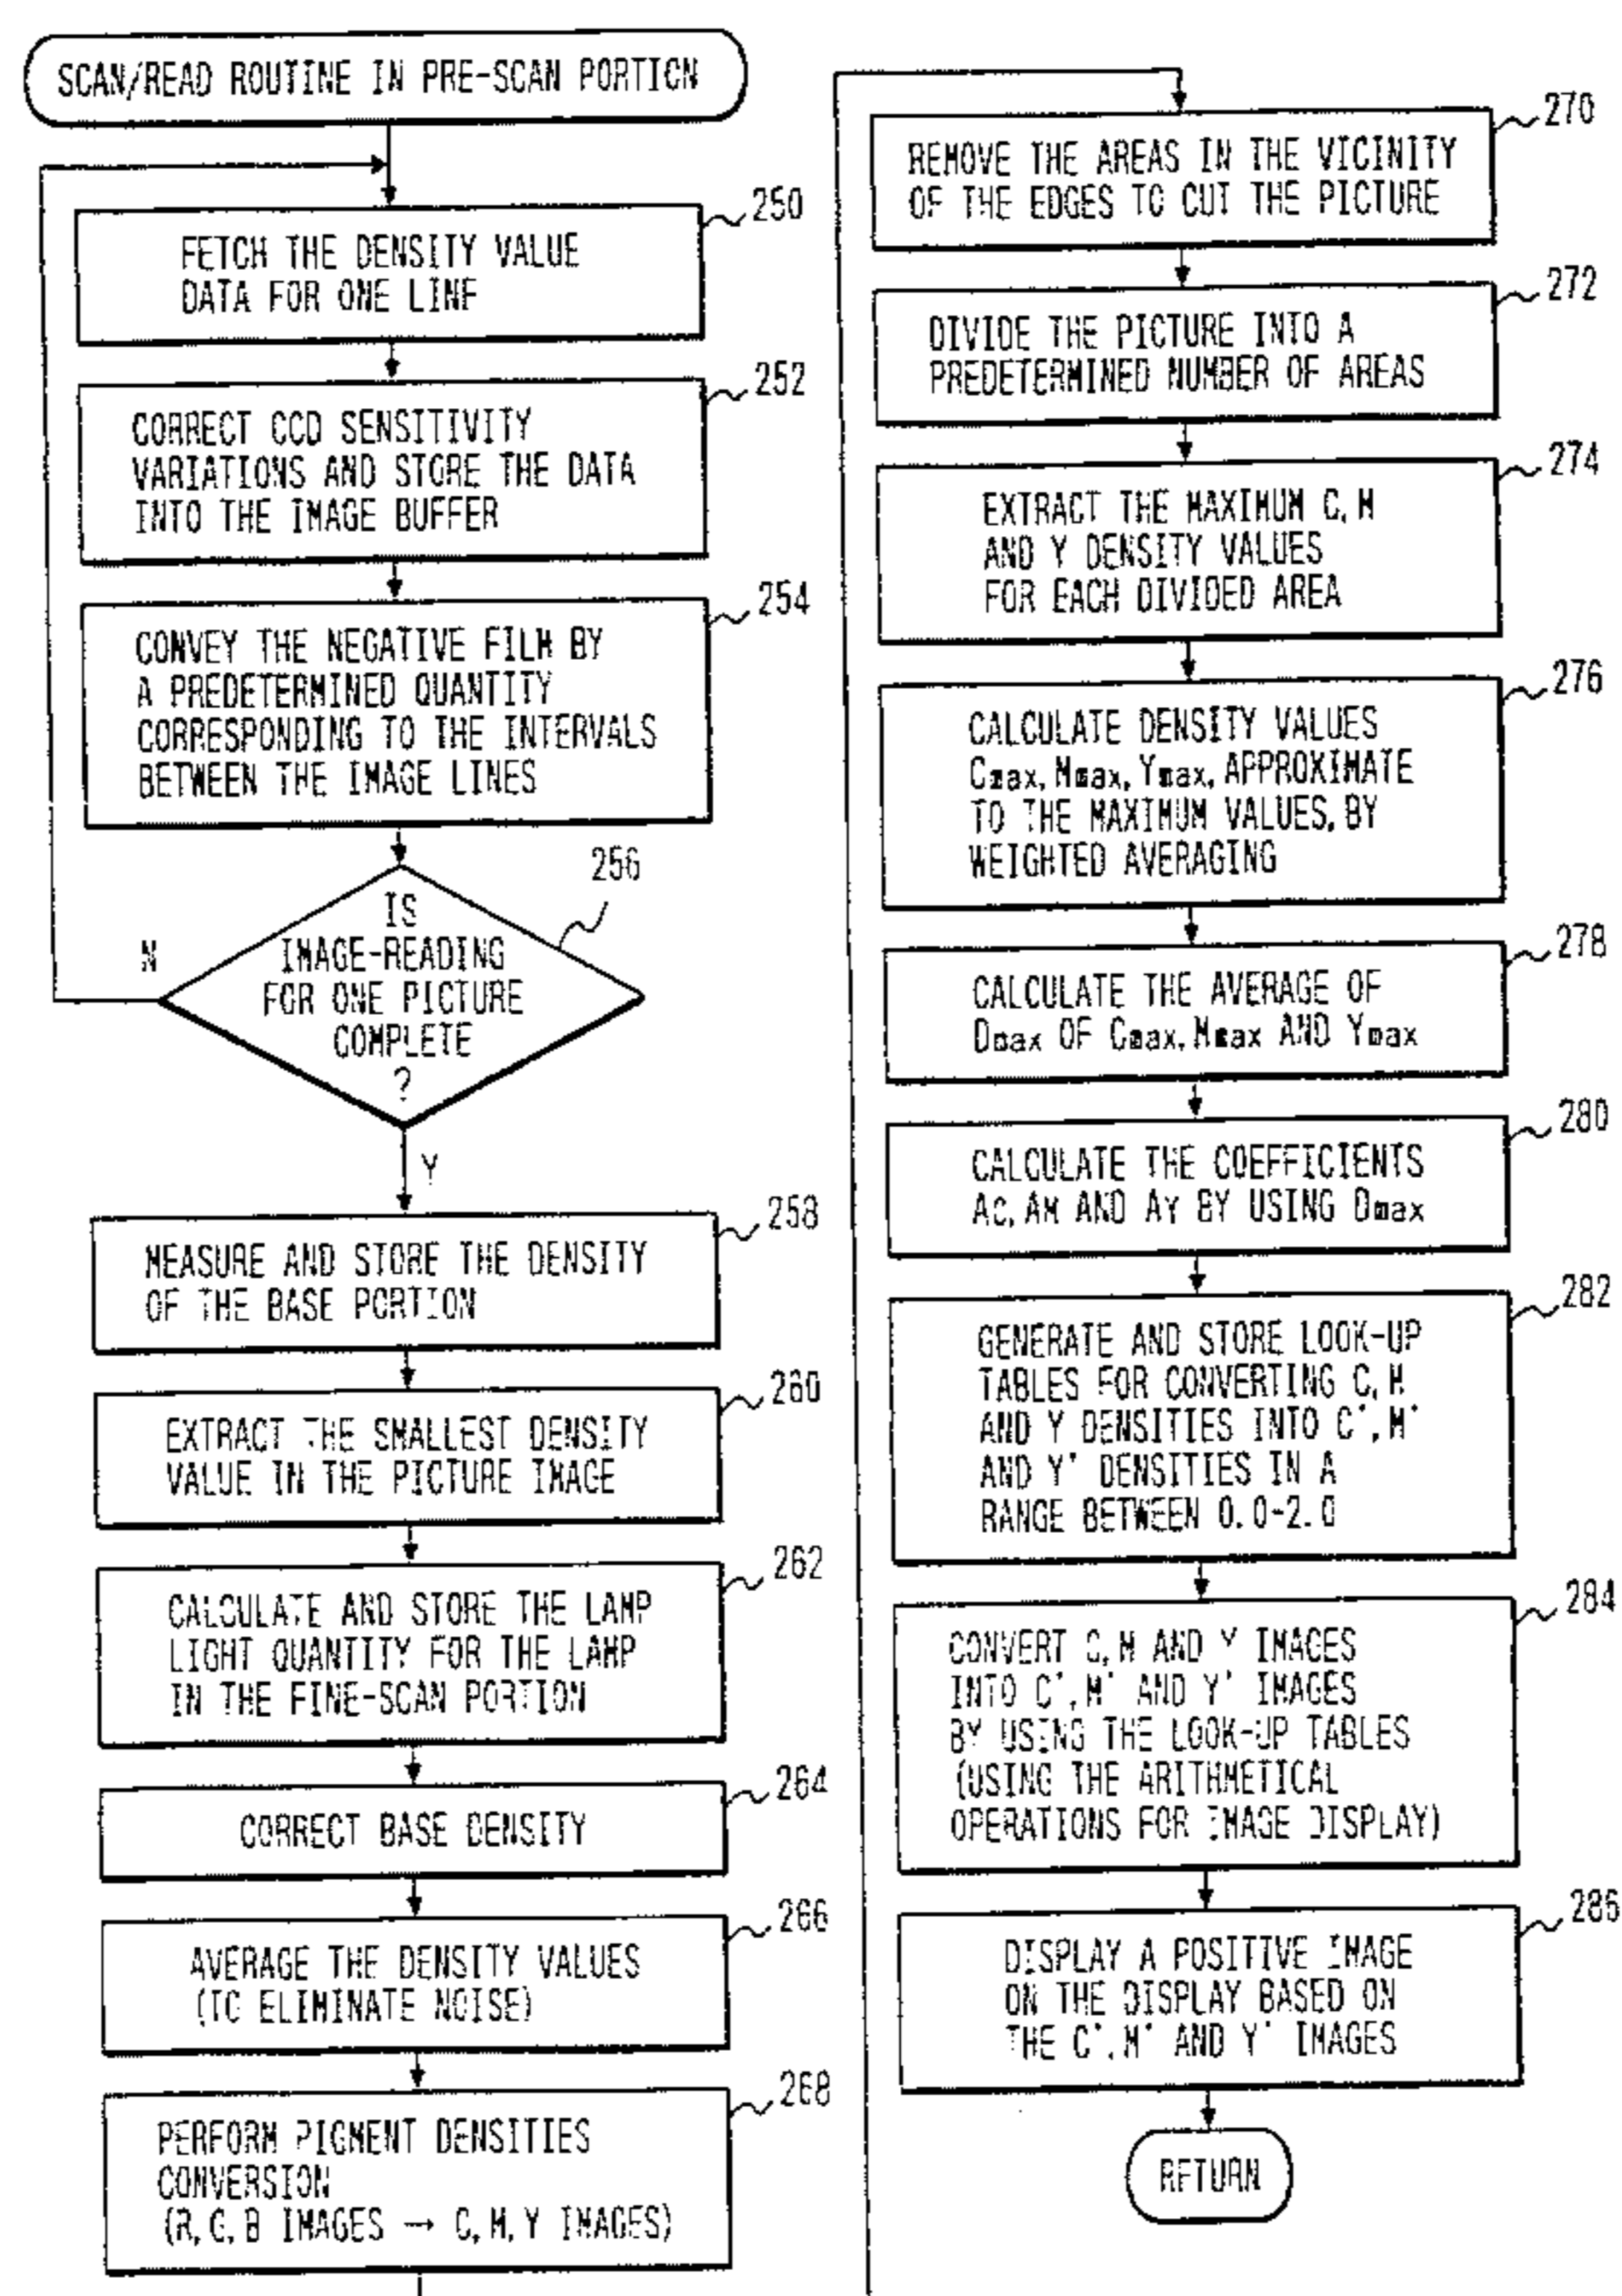 SCAN/READ ROUTINE IN PRE-SCAN PORTION
250
FETCH THE DENSITY VALUE
DATA FOR ONE LINE
252
CORRECT CCD SENSITIVITY
VARIATIONS AND STORE THE DATA
INTO THE IMAGE BUFFER
254
CONVEY THE NEGATIVE FILM BY
A PREDETERMINED QUANTITY
CORRESPONDING TO THE INTERVALS
BETWEEN THE IMAGE LINES
256
IS
IMAGE-READING
FOR ONE PICTURE
COMPLETE
?
N
Y
258
MEASURE AND STORE THE DENSITY
OF THE BASE PORTION
260
EXTRACT THE SMALLEST DENSITY
VALUE IN THE PICTURE IMAGE
262
CALCULATE AND STORE THE LAMP
LIGHT QUANTITY FOR THE LAMP
IN THE FINE-SCAN PORTION
264
CORRECT BASE DENSITY
266
AVERAGE THE DENSITY VALUES
(TO ELIMINATE NOISE)
268
PERFORM PIGMENT DENSITIES
CONVERSION
(R, G, B IMAGES → C, M, Y IMAGES)
270
REMOVE THE AREAS IN THE VICINITY
OF THE EDGES TO CUT THE PICTURE
272
DIVIDE THE PICTURE INTO A
PREDETERMINED NUMBER OF AREAS
274
EXTRACT THE MAXIMUM C, M
AND Y DENSITY VALUES
FOR EACH DIVIDED AREA
276
CALCULATE DENSITY VALUES
Cmax, Mmax, Ymax, APPROXIMATE
TO THE MAXIMUM VALUES, BY
WEIGHTED AVERAGING
278
CALCULATE THE AVERAGE OF
Dmax OF Cmax, Mmax AND Ymax
280
CALCULATE THE COEFFICIENTS
AC, AM AND AY BY USING Dmax
282
GENERATE AND STORE LOOK-UP
TABLES FOR CONVERTING C, M
AND Y DENSITIES INTO C', M'
AND Y' DENSITIES IN A
RANGE BETWEEN 0.0-2.0
284
CONVERT C, M AND Y IMAGES
INTO C', M' AND Y' IMAGES
BY USING THE LOOK-UP TABLES
(USING THE ARITHMETICAL
OPERATIONS FOR IMAGE DISPLAY)
286
DISPLAY A POSITIVE IMAGE
ON THE DISPLAY BASED ON
THE C', M' AND Y' IMAGES
RETURN